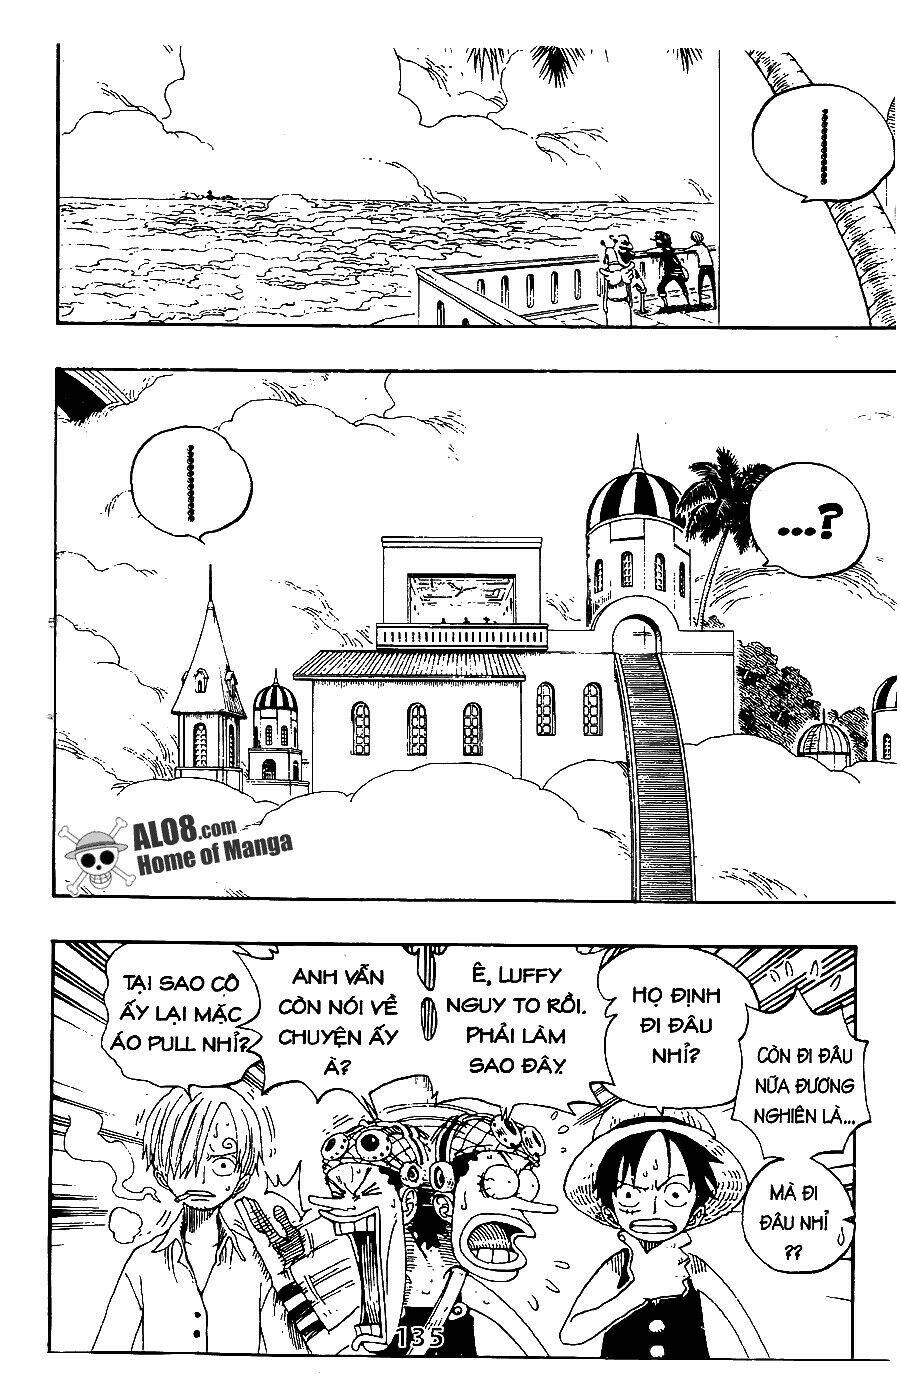 ...?
AL08.com
Home of Manga
HỌ ĐỊNH
ĐI ĐÂU
NHỈ?
CÒN ĐI ĐÂU
NỮA ĐƯƠNG
NGHIÊN LÀ...
MÀ ĐI
ĐÂU NHỈ
??
Ê, LUFFY
NGUY TO RỒI.
PHẢI LÀM
SAO ĐÂY.
ANH VẪN
CÒN NÓI VỀ
CHUYỆN ẤY
À?
TẠI SAO CÔ
ẤY LẠI MẶC
ÁO PULL NHỈ?
135